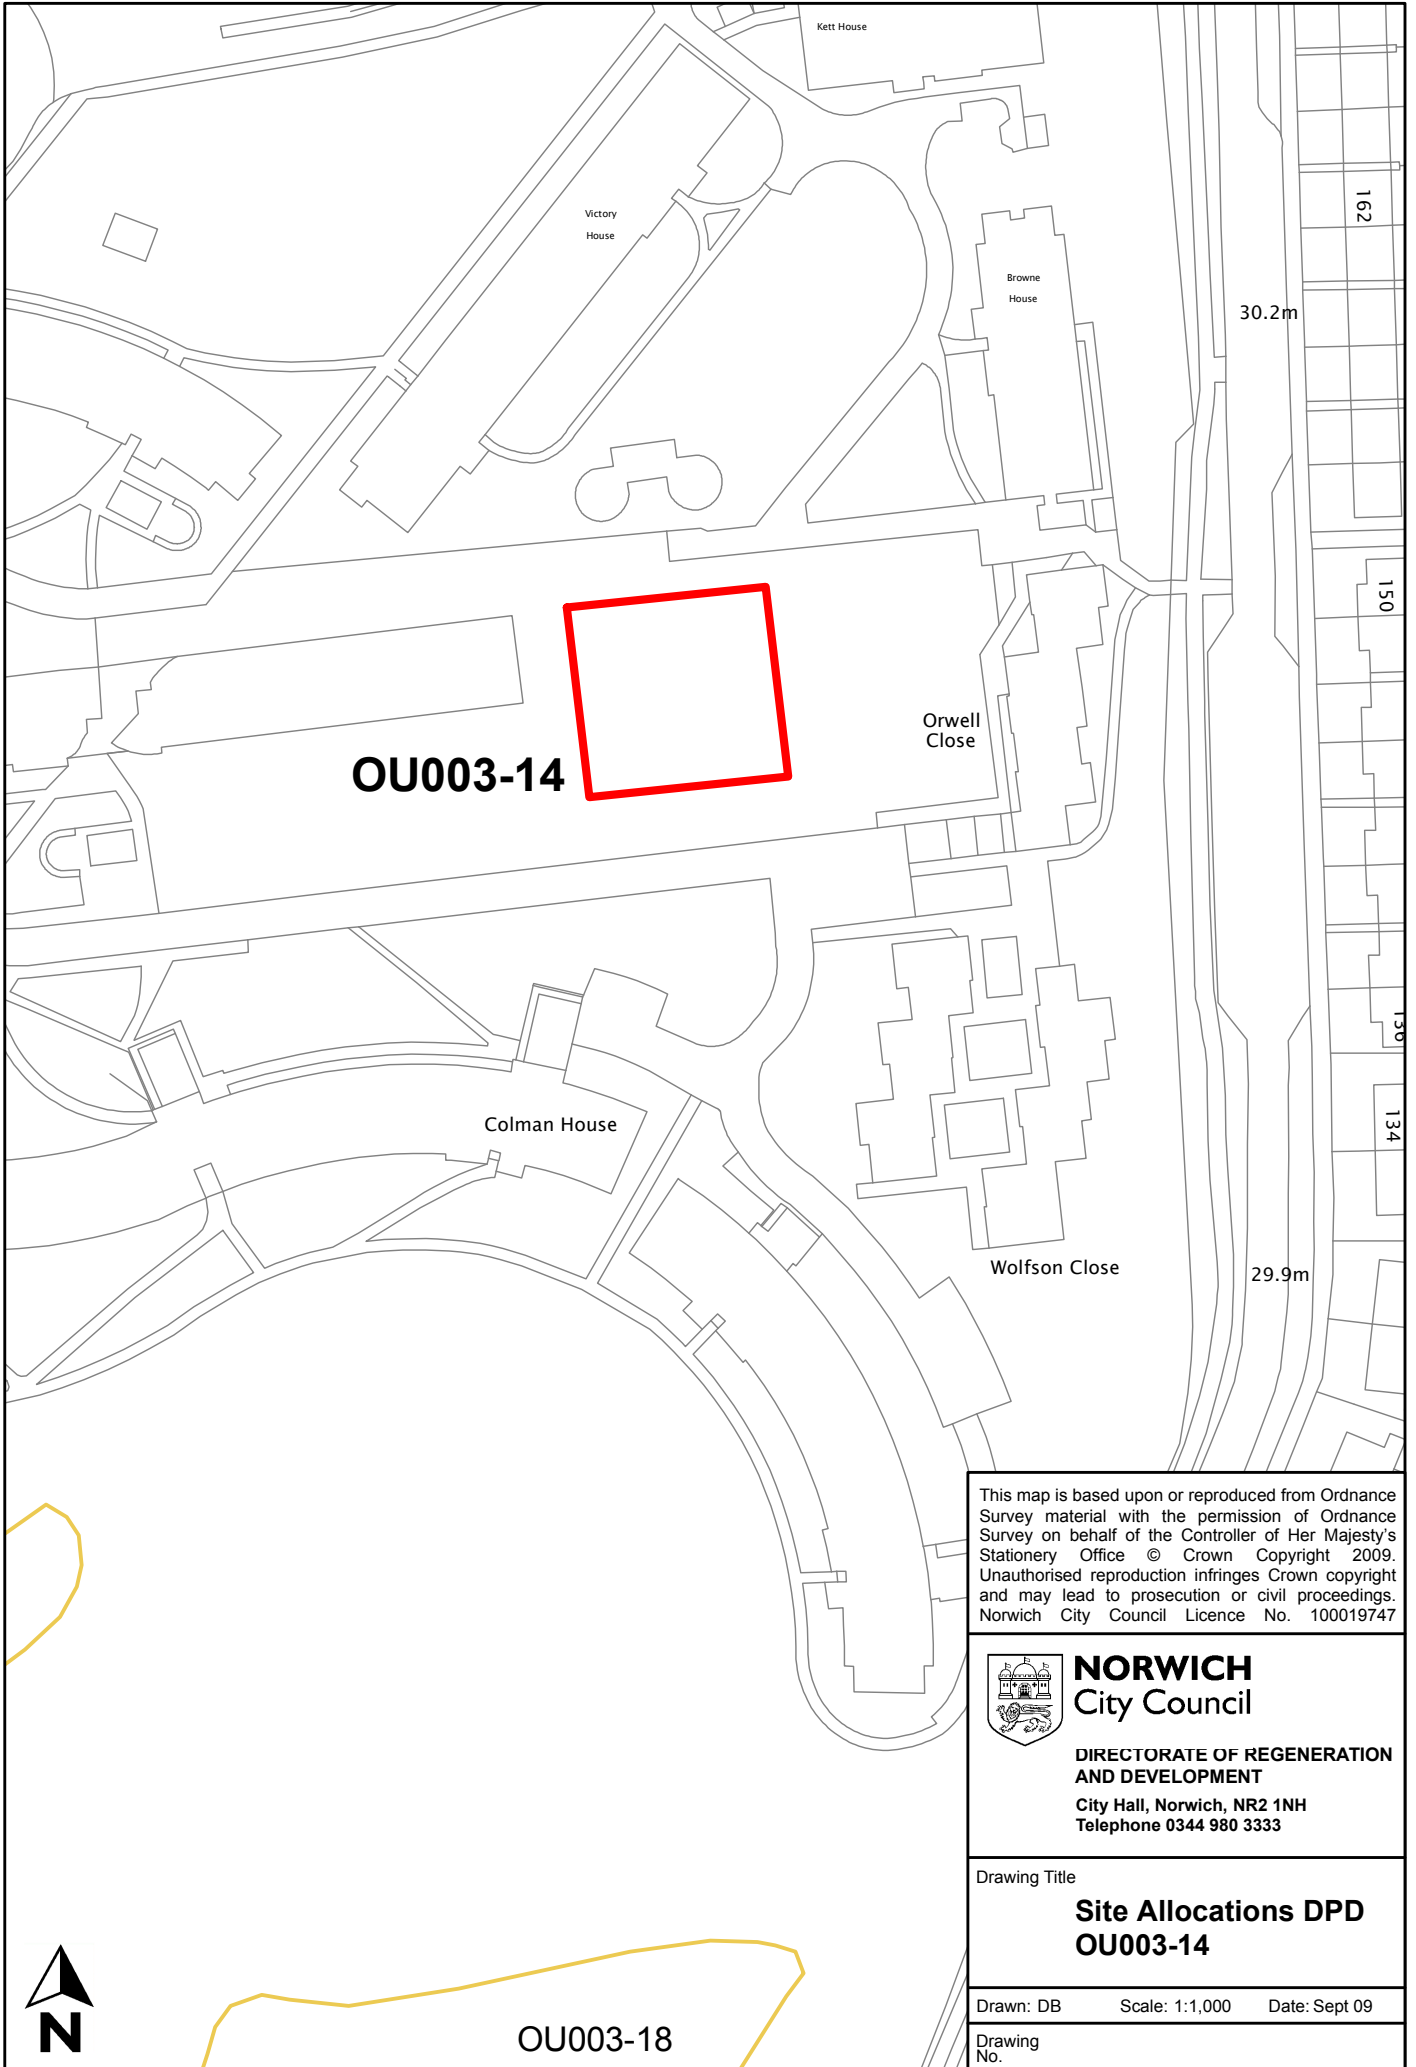 Kett House
Victory
House
Browne
House
162
30.2m
150
Orwell
Close
OU003-14
136
134
Colman House
Wolfson Close
29.9m
This map is based upon or reproduced from Ordnance
Survey material with the permission of Ordnance
Survey on behalf of the Controller of Her Majesty's
Stationery Office © Crown Copyright 2009.
Unauthorised reproduction infringes Crown copyright
and may lead to prosecution or civil proceedings.
Norwich City Council Licence No. 100019747
NORWICH
City Council
DIRECTORATE OF REGENERATION
AND DEVELOPMENT
City Hall, Norwich, NR2 1NH
Telephone 0344 980 3333
Drawing Title
Site Allocations DPD
OU003-14
Drawn: DB Scale: 1:1,000 Date: Sept 09
Drawing
No.
N
OU003-18